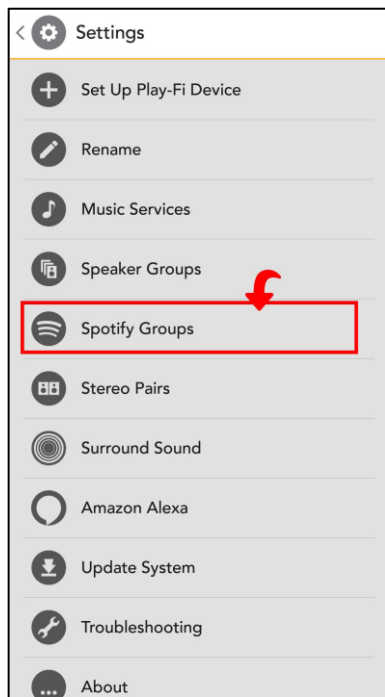 Settings
Set Up Play-Fi Device
Rename
Music Services
Speaker Groups
Spotify Groups
Stereo Pairs
Surround Sound
Amazon Alexa
Update System
Troubleshooting
About